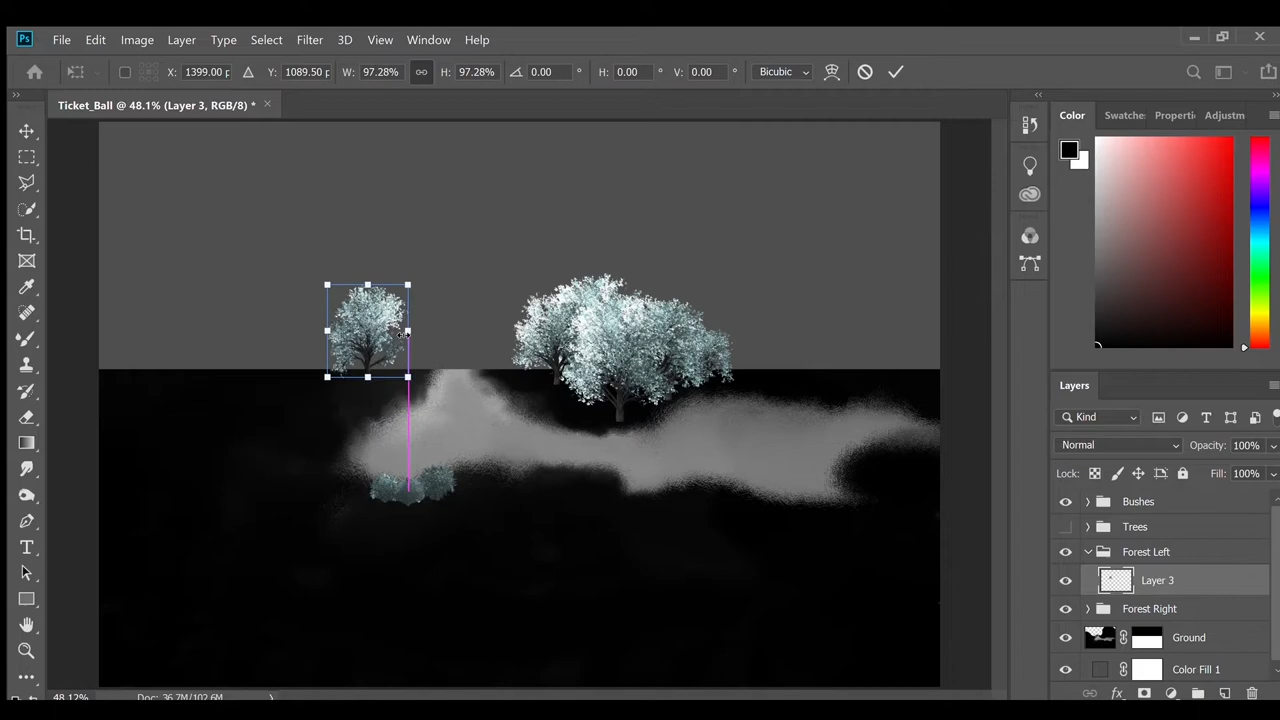 Ps File Edit Image Layer Type Select Filter 3D View Window Help
X: 1399.00 p Y: 1089.50 p W: 97.28% H: 97.28% 0.00 ° H: 0.00 ° V: 0.00 ° Bicubic
Ticket_Ball @ 48.1% (Layer 3, RGB/8) *
Color Swatche Properti Adjustm
Layers
Kind
Normal Opacity: 100%
Lock: Fill: 100%
Bushes
Trees
Forest Left
Layer 3
Forest Right
Ground
Color Fill 1
fx
48.12% Doc: 36.7M/102.6M